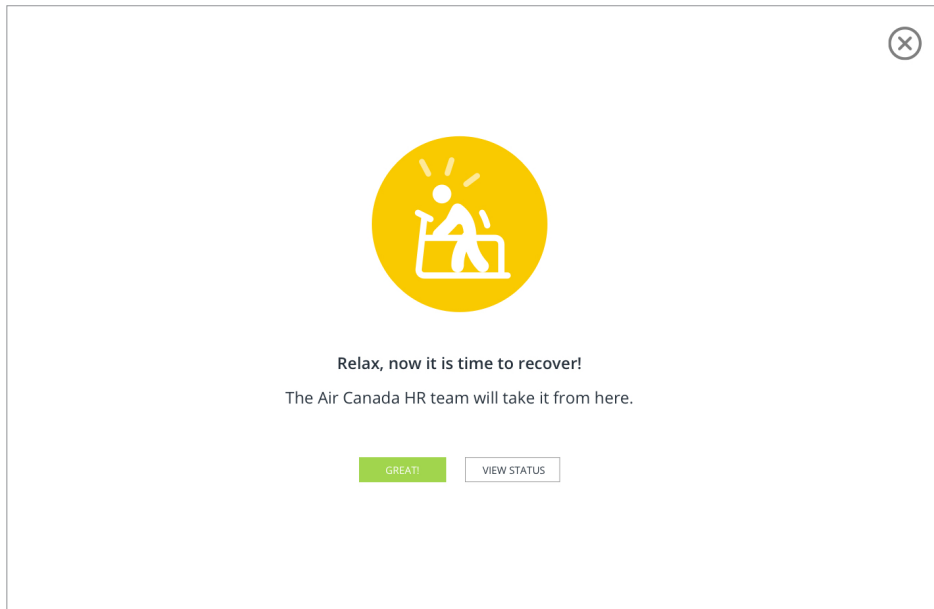 Relax, now it is time to recover!
The Air Canada HR team will take it from here.
GREAT!
VIEW STATUS